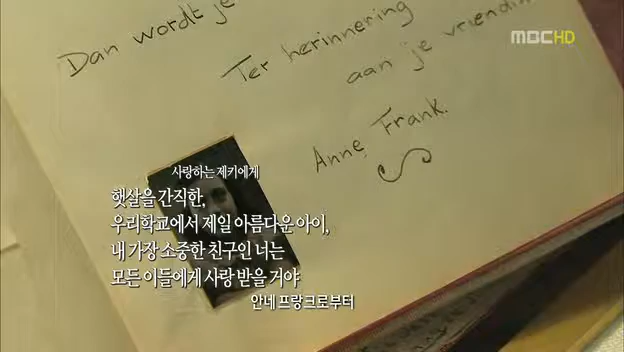 Dan wordt je
Ter herinnering
aan je vriendin
Anne Frank.
MBC HD
사랑하는 제키에게
햇살을 간직한,
우리학교에서 제일 아름다운 아이,
내 가장 소중한 친구인 너는
모든 이들에게 사랑 받을 거야
안네 프랑크로부터